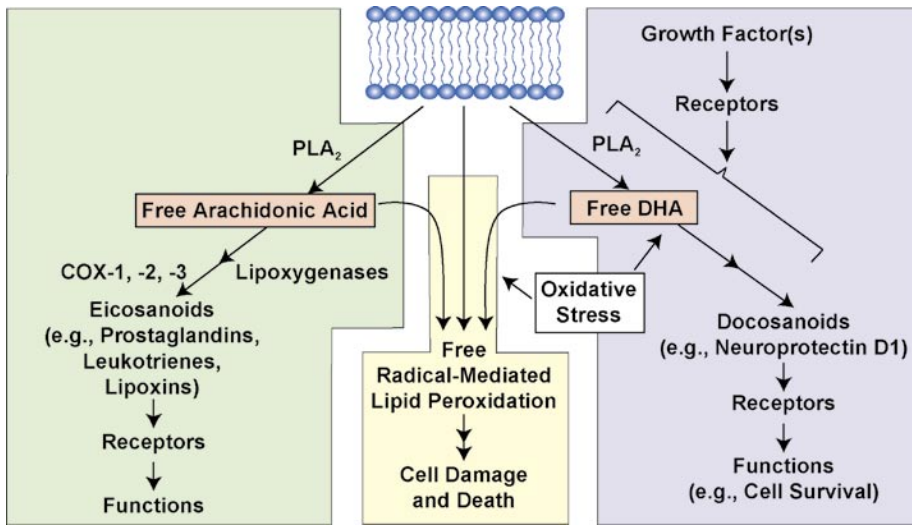 PLA₂
Free Arachidonic Acid
COX-1, -2, -3
Lipoxygenases
Eicosanoids
(e.g., Prostaglandins,
Leukotrienes,
Lipoxins)
Receptors
Functions
Free
Radical-Mediated
Lipid Peroxidation
Cell Damage
and Death
Growth Factor(s)
Receptors
PLA₂
Free DHA
Oxidative
Stress
Docosanoids
(e.g., Neuroprotectin D1)
Receptors
Functions
(e.g., Cell Survival)